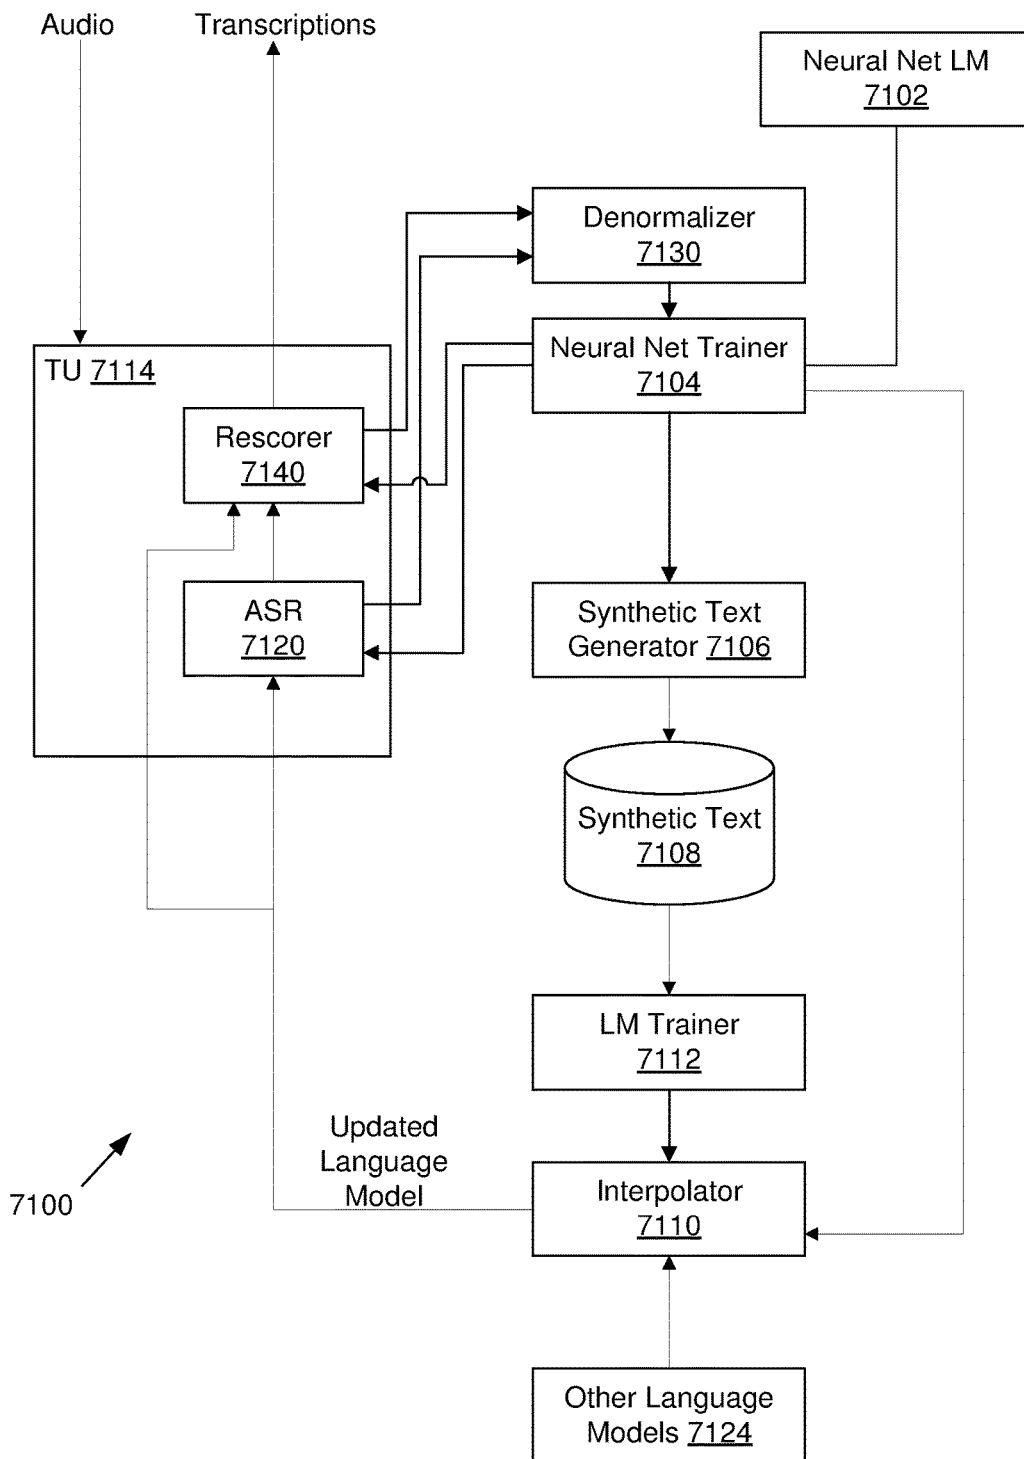 Audio
Transcriptions
Neural Net LM
7102
Denormalizer
7130
Neural Net Trainer
7104
TU 7114
Rescorer
7140
ASR
7120
Synthetic Text
Generator 7106
Synthetic Text
7108
LM Trainer
7112
Updated
Language
Model
Interpolator
7110
7100
Other Language
Models 7124